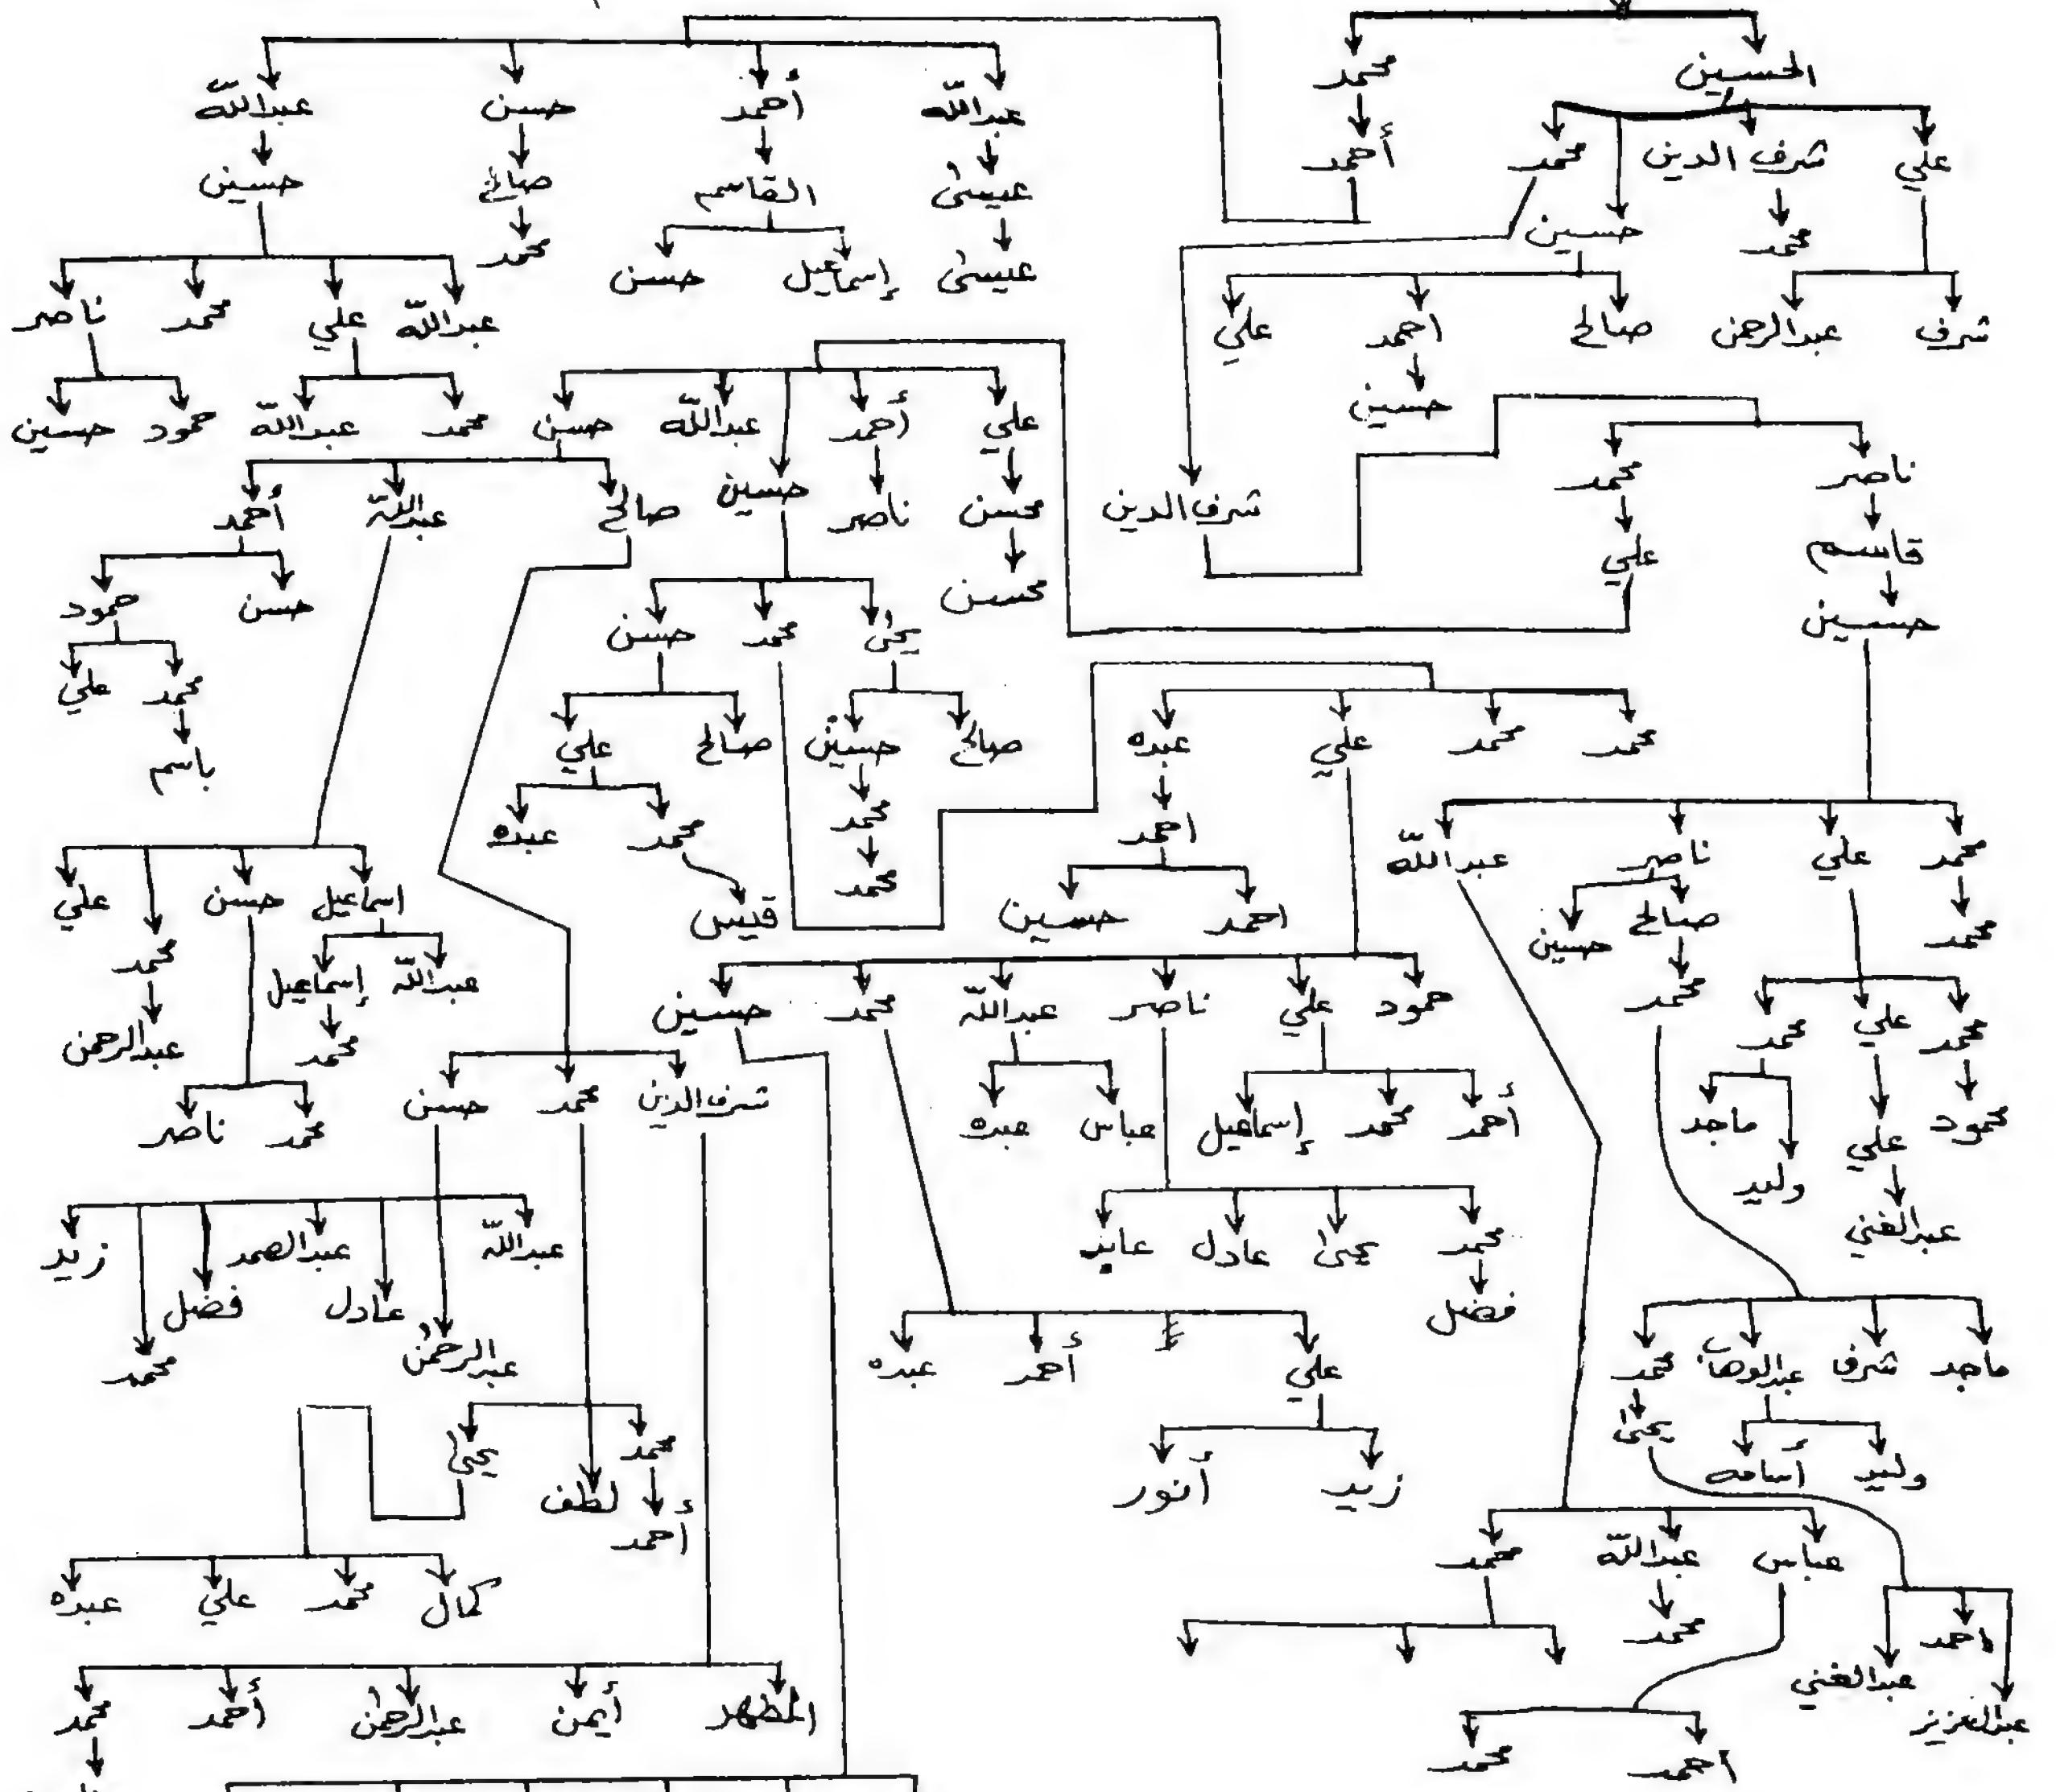 محمد الحسين
عبدالله أحمد حسن عبدالله
أحمد
علي شرف الدين محمد
عيسى القاسم صالح حسين
محمد حسين
عيسى إسماعيل حسن محمد
شرف عبدالرحمن صالح احمد علي
عبدالله علي محمد ناصر
حسين
علي أحمد عبدالله حسن محمد عبدالله حمود حسين
ناصر محمد
شرف الدين
محسن ناصر حسين صالح عبدالله أحمد
قاسم علي
محسن
حسن حمود
حسين
يحيى محمد حسن
محمد علي
محمد محمد علي عبده
صالح حسين صالح علي
باسم
احمد
محمد محمد عبده
محمد علي ناصر عبدالله
محمد
اسماعيل حسن علي
احمد حسين
قيس
محمد صالح حسين
محمد
عبدالله إسماعيل
محمد
حمود علي ناصر عبدالله محمد حسين
محمد علي محمد
محمد عبدالرحمن
شرف الدين محمد حسن
محمود علي ماجد
أحمد محمد إسماعيل عباس عبده
محمد ناصر
وليد
عبدالغني
محمد يحيى عادل عايد
عبدالله عبدالصمد زيد
فضل
عادل فضل
عبدالرحمن محمد
ماجد شرف عبدالوهاب محمد
علي أحمد عبده
يحيى
محمد يحيى
وليد أسامه
زيد أنور
لطف
أحمد
عباس عبدالله محمد
كمال محمد علي عبده
محمد
احمد
عبدالغني
عبدالعزيز
المطهر أيمن عبدالرحمن أحمد محمد
احمد محمد